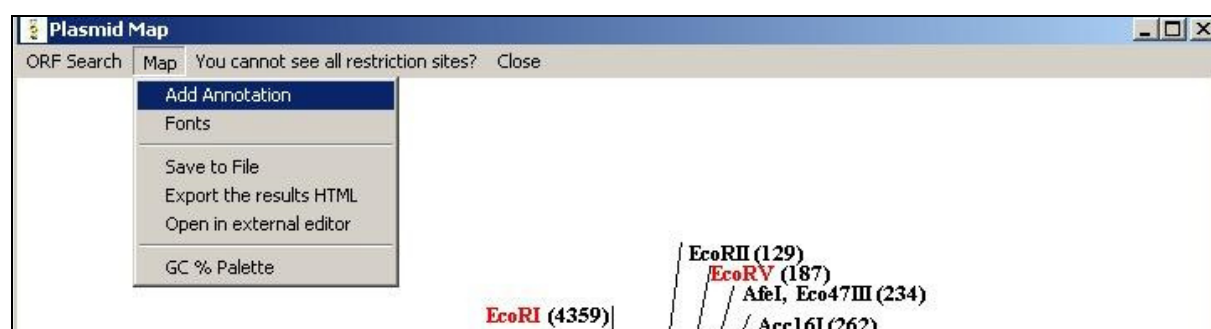 Plasmid Map
ORF Search Map You cannot see all restriction sites? Close
Add Annotation
Fonts
Save to File
Export the results HTML
Open in external editor
GC % Palette
EcoRII (129)
EcoRV (187)
AfeI, Eco47III (234)
EcoRI (4359)
Acc16I (262)